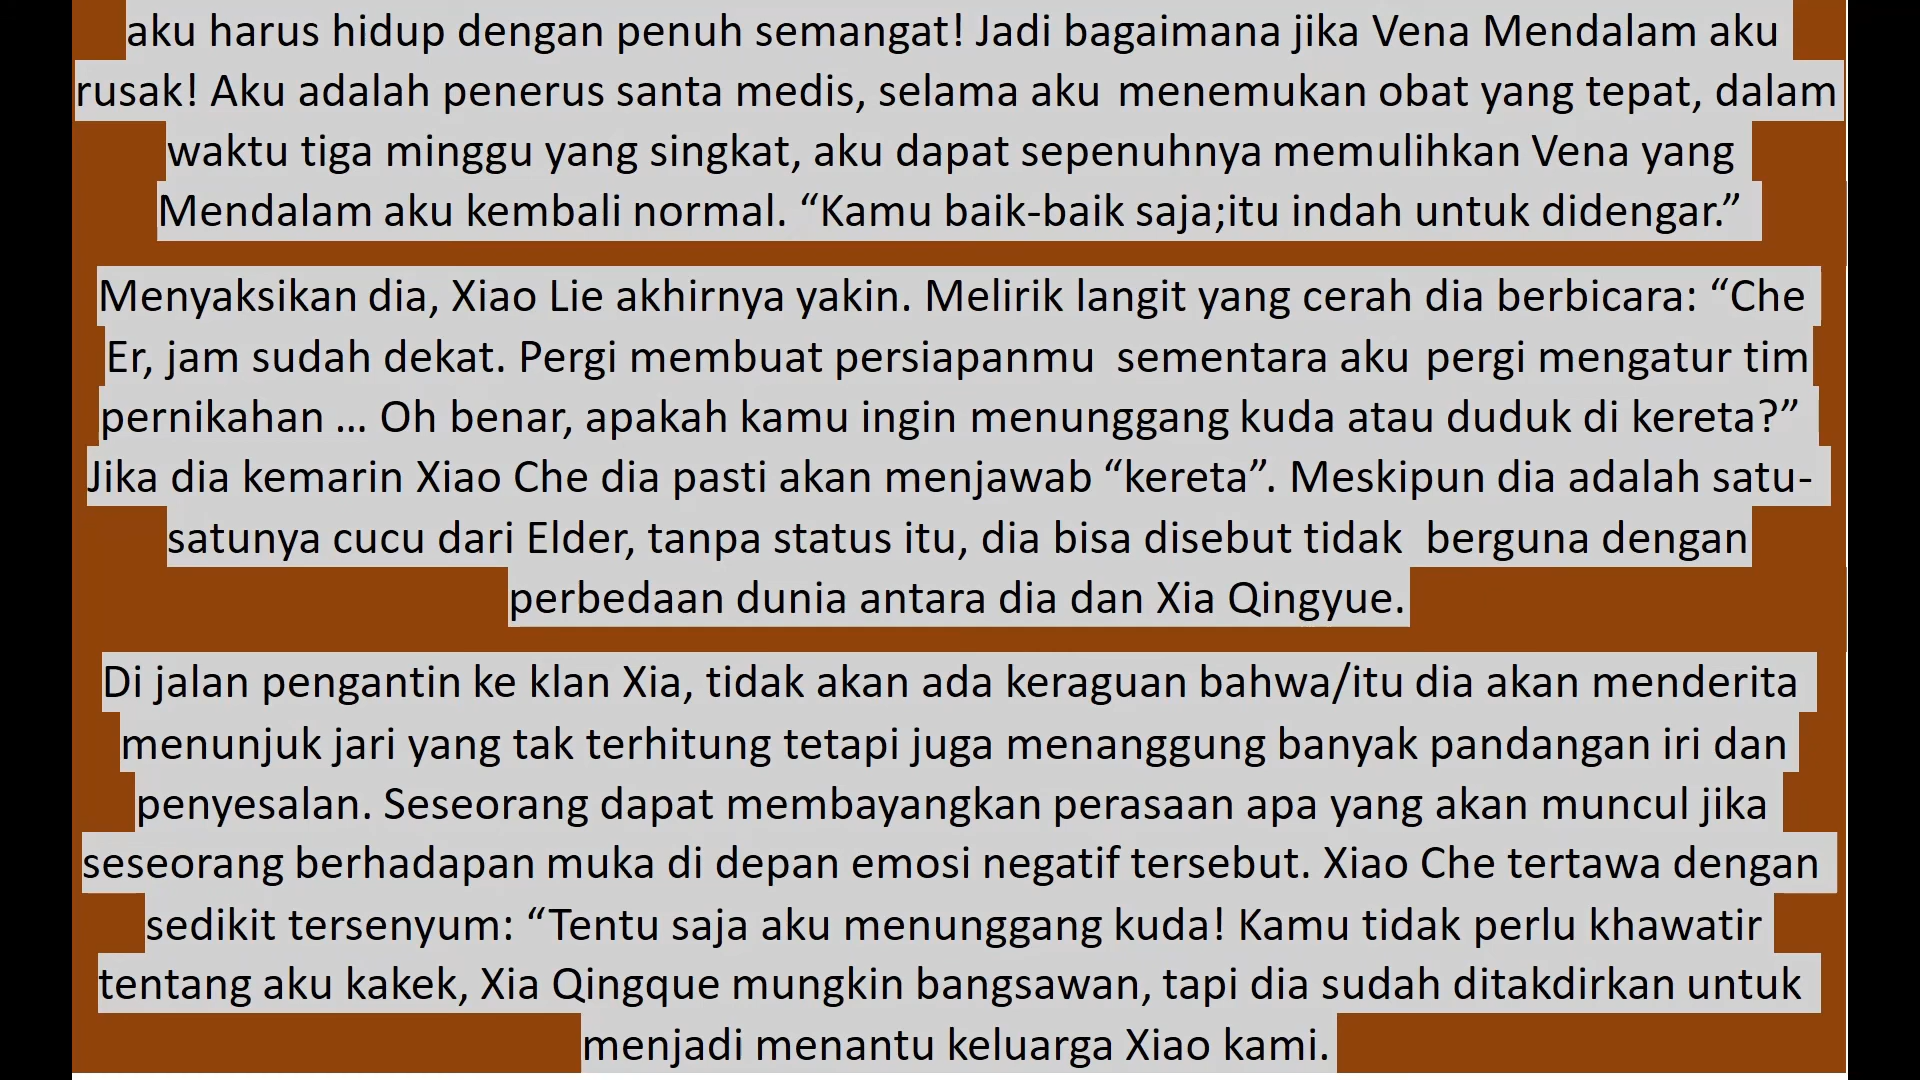 aku harus hidup dengan penuh semangat! Jadi bagaimana jika Vena Mendalam aku
rusak! Aku adalah penerus santa medis, selama aku menemukan obat yang tepat, dalam
waktu tiga minggu yang singkat, aku dapat sepenuhnya memulihkan Vena yang
Mendalam aku kembali normal. “Kamu baik-baik saja;itu indah untuk didengar.”
Menyaksikan dia, Xiao Lie akhirnya yakin. Melirik langit yang cerah dia berbicara: “Che
Er, jam sudah dekat. Pergi membuat persiapanmu sementara aku pergi mengatur tim
pernikahan ... Oh benar, apakah kamu ingin menunggang kuda atau duduk di kereta?”
Jika dia kemarin Xiao Che dia pasti akan menjawab “kereta”. Meskipun dia adalah satu-
satunya cucu dari Elder, tanpa status itu, dia bisa disebut tidak berguna dengan
perbedaan dunia antara dia dan Xia Qingyue.
Di jalan pengantin ke klan Xia, tidak akan ada keraguan bahwa/itu dia akan menderita
menunjuk jari yang tak terhitung tetapi juga menanggung banyak pandangan iri dan
penyesalan. Seseorang dapat membayangkan perasaan apa yang akan muncul jika
seseorang berhadapan muka di depan emosi negatif tersebut. Xiao Che tertawa dengan
sedikit tersenyum: “Tentu saja aku menunggang kuda! Kamu tidak perlu khawatir
tentang aku kakek, Xia Qingque mungkin bangsawan, tapi dia sudah ditakdirkan untuk
menjadi menantu keluarga Xiao kami.